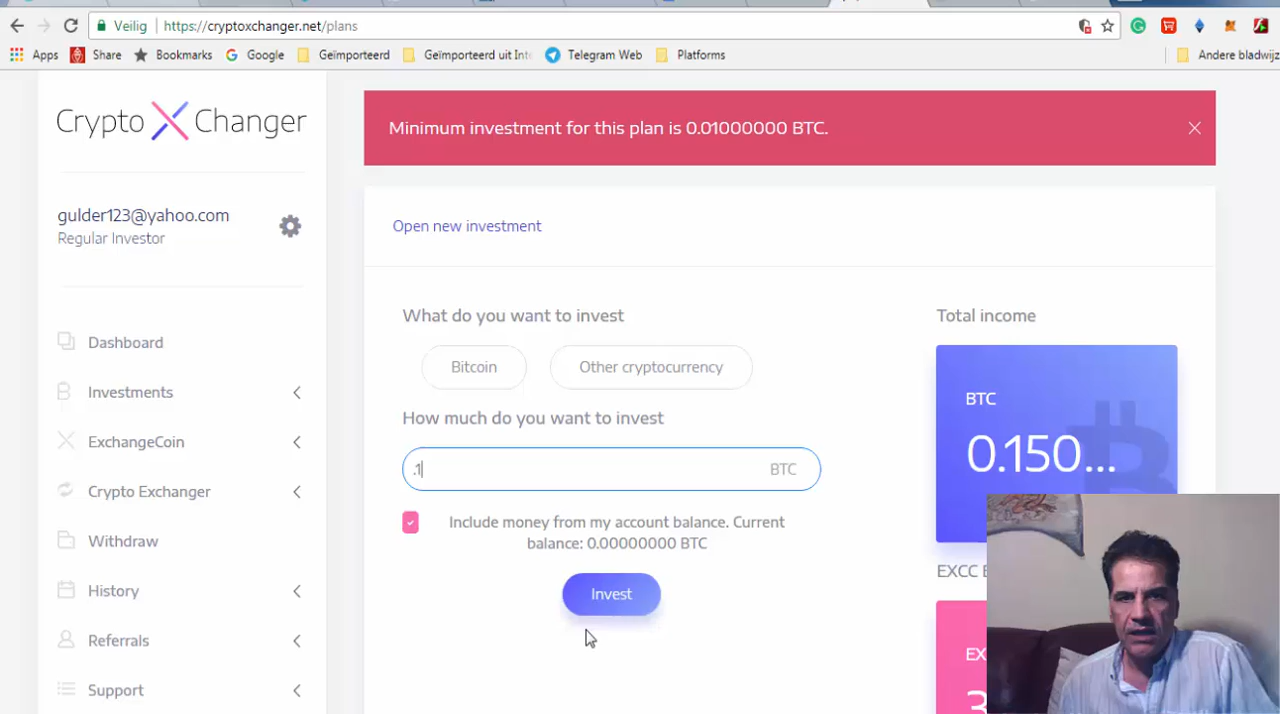 Veilig https://cryptoxchanger.net/plans
Apps Share Bookmarks Google Geïmporteerd Geïmporteerd uit Int Telegram Web Platforms Andere bladwijz
Crypto X Changer
Minimum investment for this plan is 0.01000000 BTC.
gulder123@yahoo.com
Regular Investor
Open new investment
Dashboard
Investments
ExchangeCoin
Crypto Exchanger
Withdraw
History
Referrals
Support
What do you want to invest
Bitcoin Other cryptocurrency
How much do you want to invest
.1 BTC
Include money from my account balance. Current
balance: 0.00000000 BTC
Invest
Total income
BTC
0.150...
EXCC